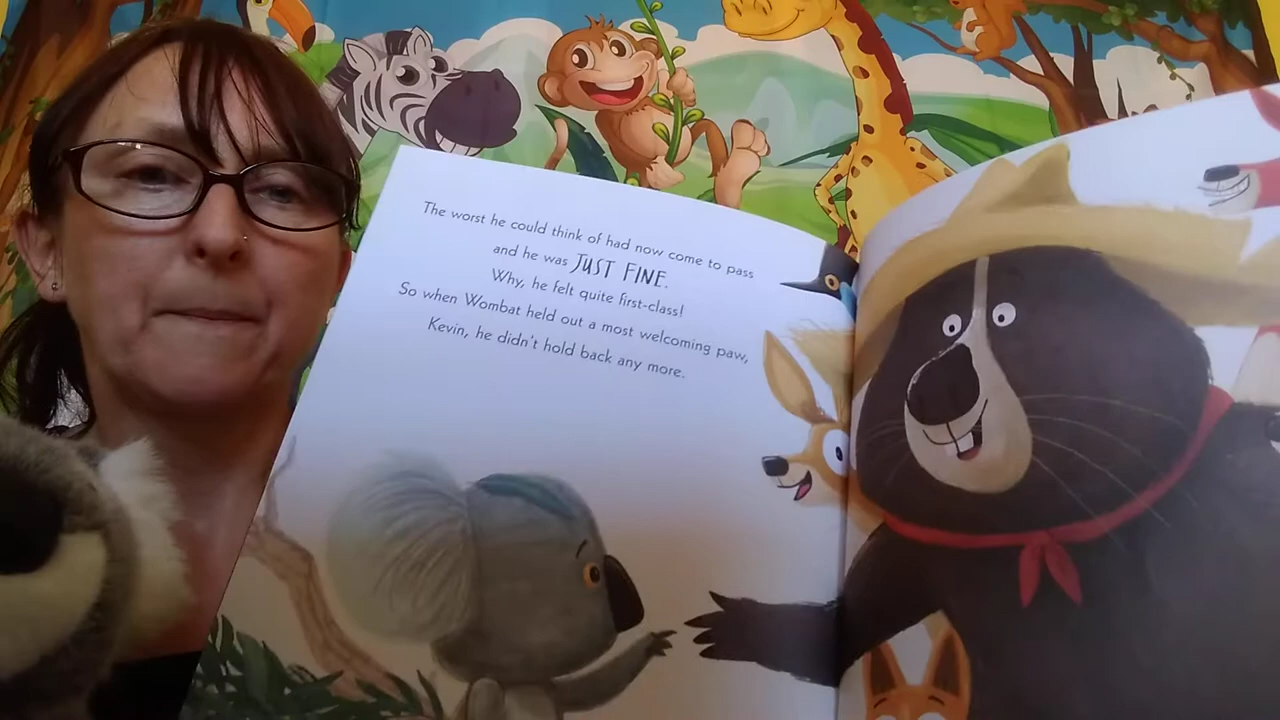 The worst he could think of had now come to pass
and he was JUST FINE.
Why, he felt quite first-class!
So when Wombat held out a most welcoming paw,
Kevin, he didn't hold back any more.